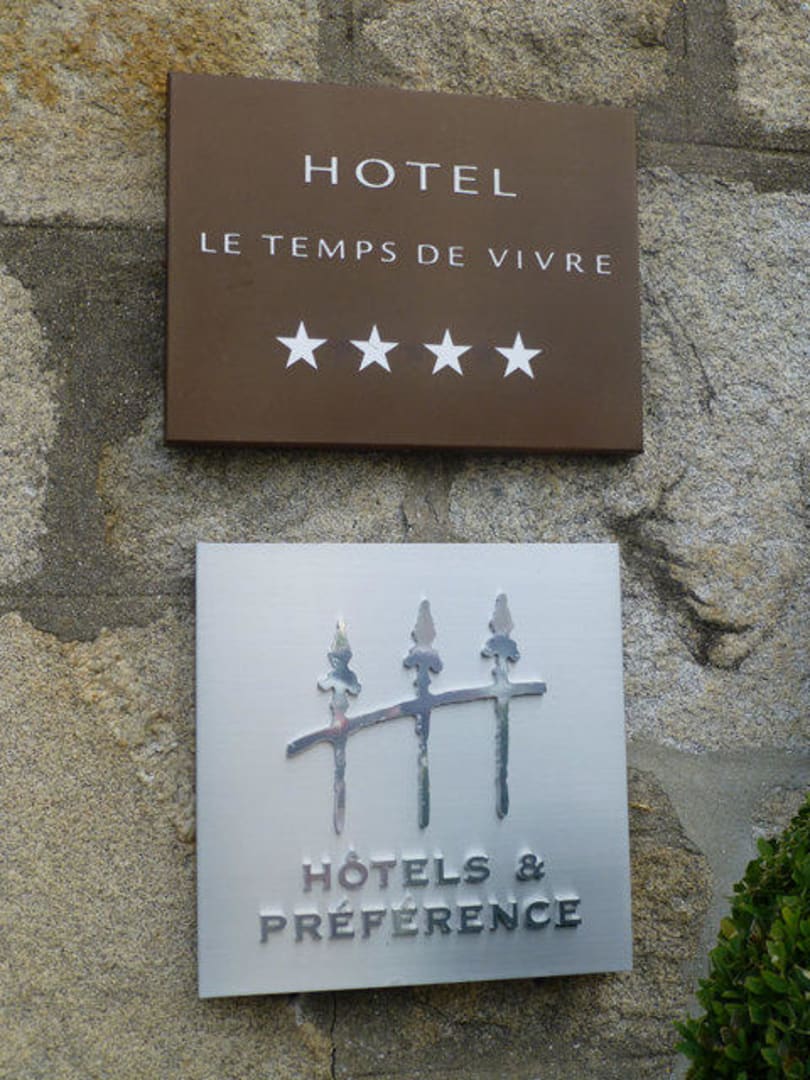 HOTEL
LE TEMPS DE VIVRE
HÔTELS &
PRÉFÉRENCE